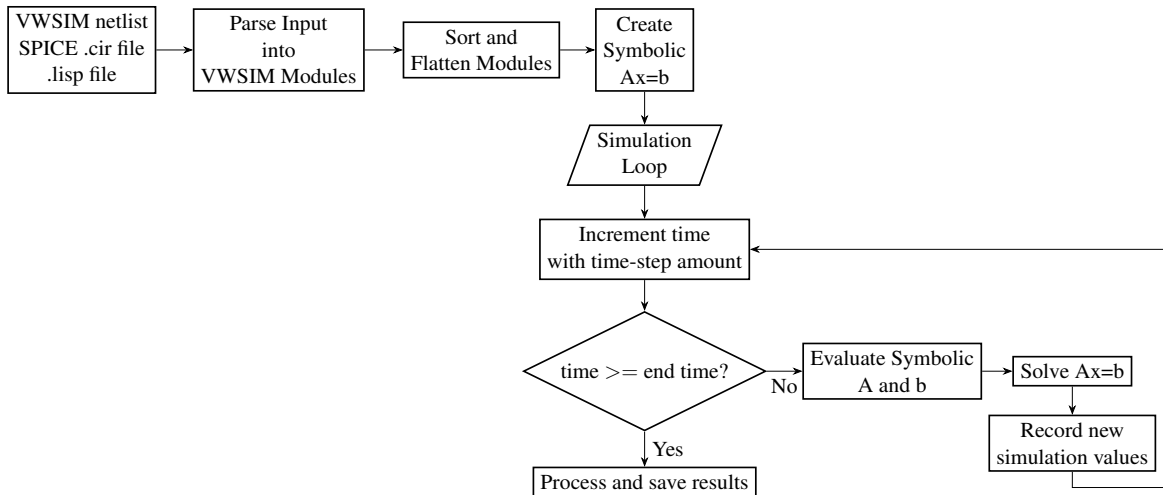 VWSIM netlist
SPICE .cir file
.lisp file
Parse Input
into
VWSIM Modules
Sort and
Flatten Modules
Create
Symbolic
Ax=b
Simulation
Loop
Increment time
with time-step amount
time >= end time?
No
Evaluate Symbolic
A and b
Solve Ax=b
Record new
simulation values
Yes
Process and save results